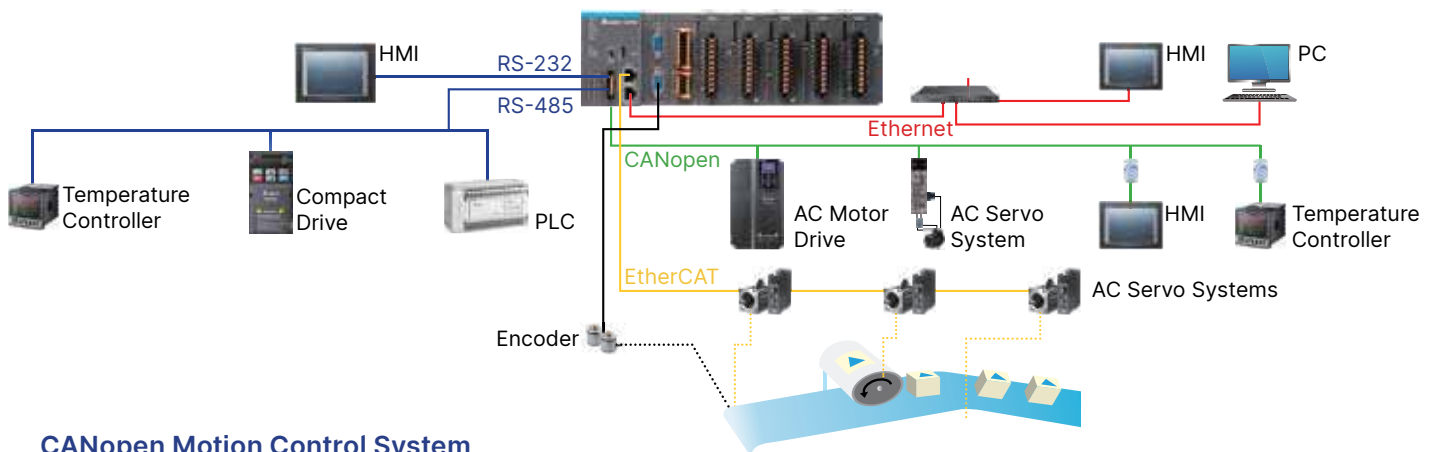 HMI
RS-232
RS-485
HMI
PC
Ethernet
CANopen
Temperature
Controller
Compact
Drive
PLC
AC Motor
Drive
AC Servo
System
HMI
Temperature
Controller
EtherCAT
AC Servo Systems
Encoder
CANopen Motion Control System